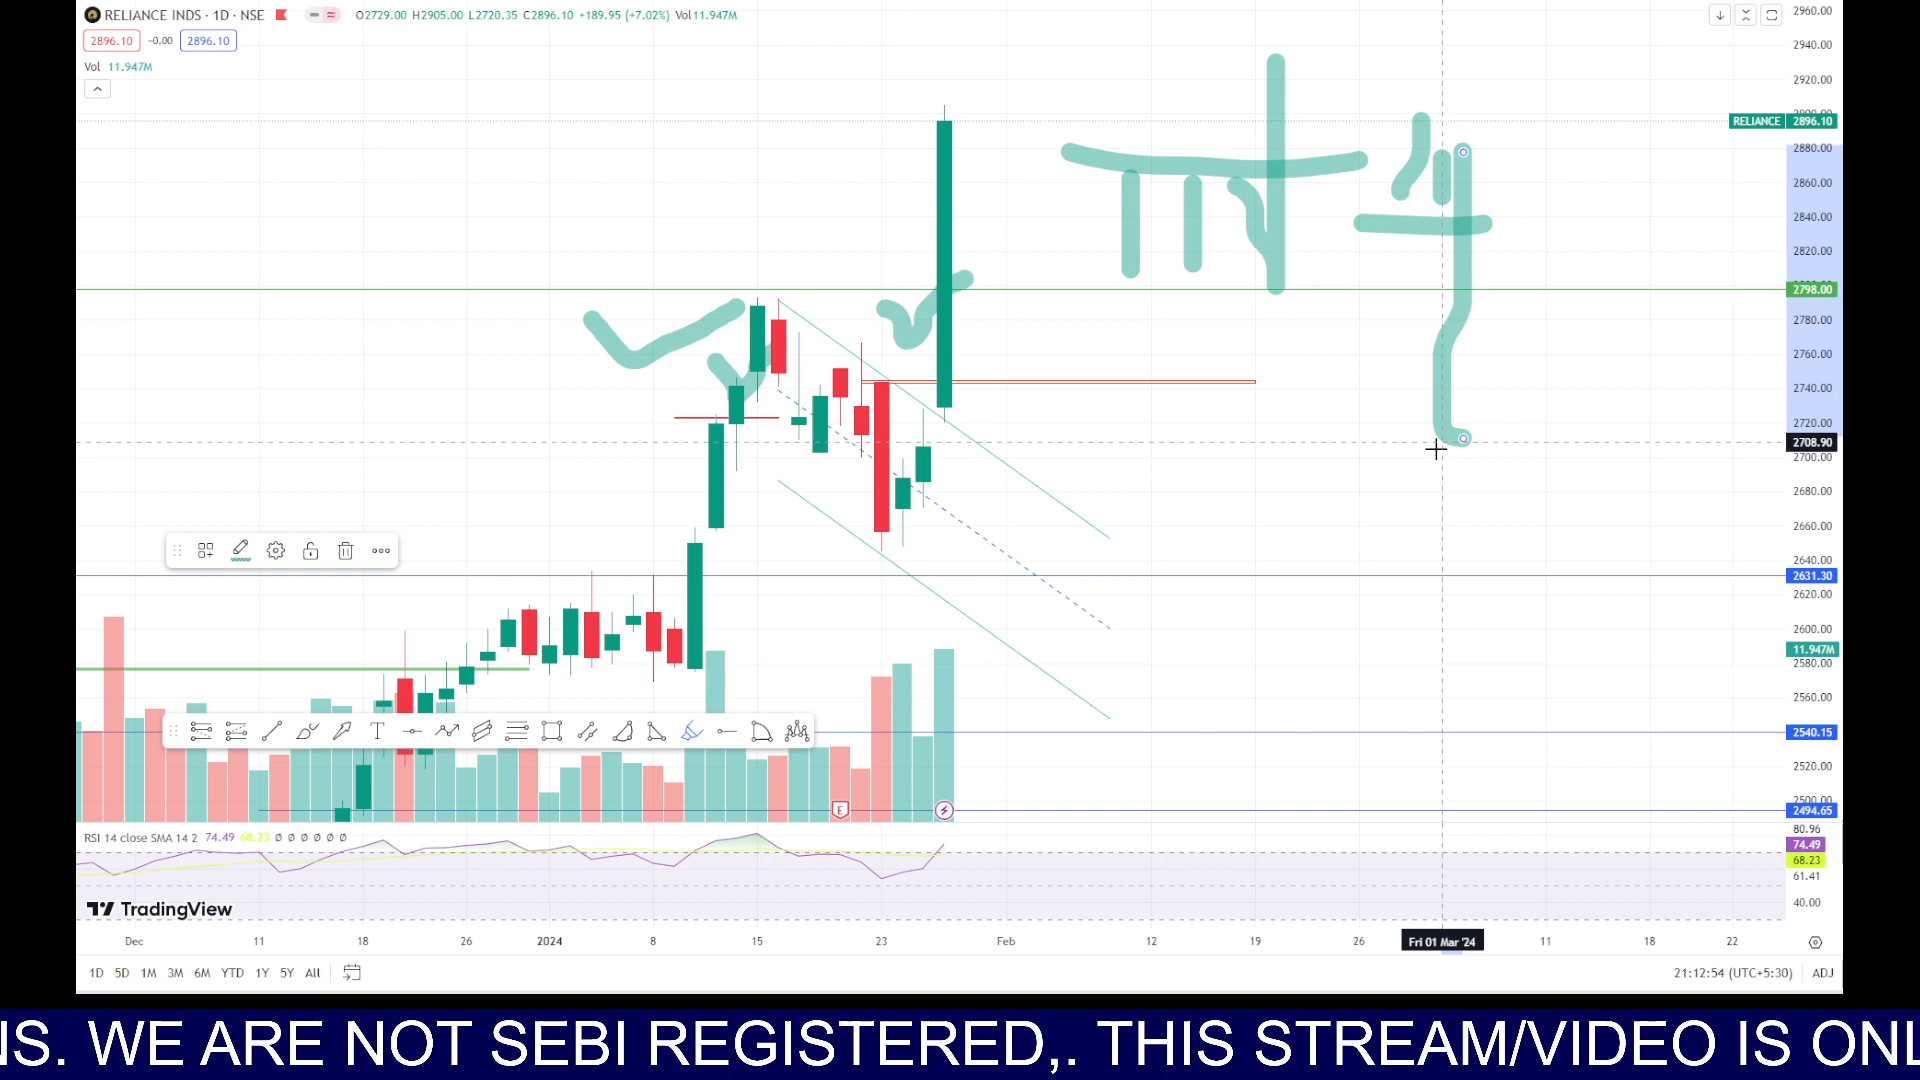 RELIANCE INDS · 1D · NSE O2729.00 H2905.00 L2720.35 C2896.10 +189.95 (+7.02%) Vol11.947M
2896.10 -0.00 2896.10
Vol 11.947M
2960.00
2940.00
2920.00
RELIANCE 2896.10
2880.00
2860.00
2840.00
2820.00
2798.00
2780.00
2760.00
2740.00
2720.00
2708.90
2700.00
2680.00
2660.00
2640.00
2631.30
2620.00
2600.00
11.947M
2580.00
2560.00
2540.15
2520.00
2500.00
2494.65
E
RSI 14 close SMA 14 2 74.49 68.23 Ø Ø Ø Ø Ø Ø
80.96
74.49
68.23
61.41
40.00
TradingView
Dec 11 18 26 2024 8 15 23 Feb 12 19 26 Fri 01 Mar '24 11 18 22
1D 5D 1M 3M 6M YTD 1Y 5Y All 21:12:54 (UTC+5:30) ADJ
NS. WE ARE NOT SEBI REGISTERED,. THIS STREAM/VIDEO IS ONL